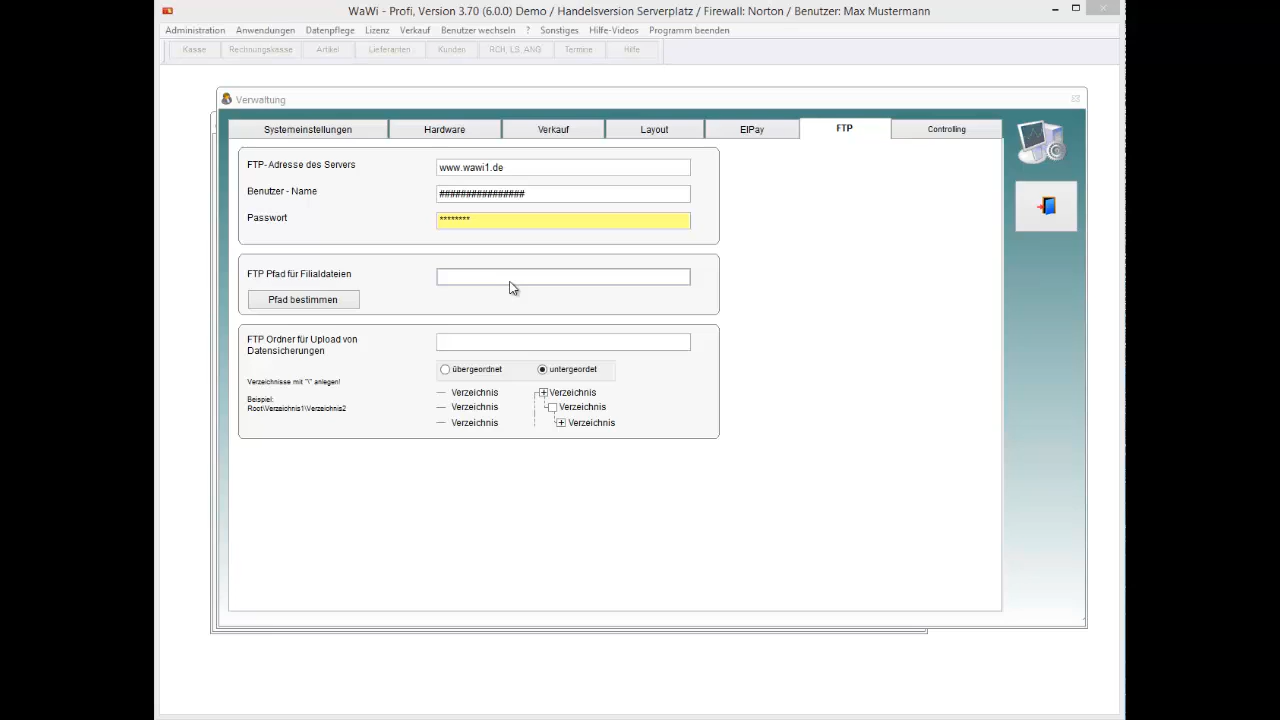 WaWi - Profi, Version 3.70 (6.0.0) Demo / Handelsversion Serverplatz / Firewall: Norton / Benutzer: Max Mustermann
Administration Anwendungen Datenpflege Lizenz Verkauf Benutzer wechseln ? Sonstiges Hilfe-Videos Programm beenden
Kasse Rechnungskasse Artikel Lieferanten Kunden RCH, LS, ANG Termine Hilfe
Verwaltung
Systemeinstellungen Hardware Verkauf Layout ElPay FTP Controlling
FTP- Adresse des Servers www.wawi1.de
Benutzer - Name ################
Passwort ********
FTP Pfad für Filialdateien
Pfad bestimmen
FTP Ordner für Upload von
Datensicherungen
übergeordnet untergeordet
Verzeichnisse mit "\" anlegen!
Verzeichnis Verzeichnis
Beispiel:
Root\Verzeichnis1\Verzeichnis2
Verzeichnis Verzeichnis
Verzeichnis Verzeichnis